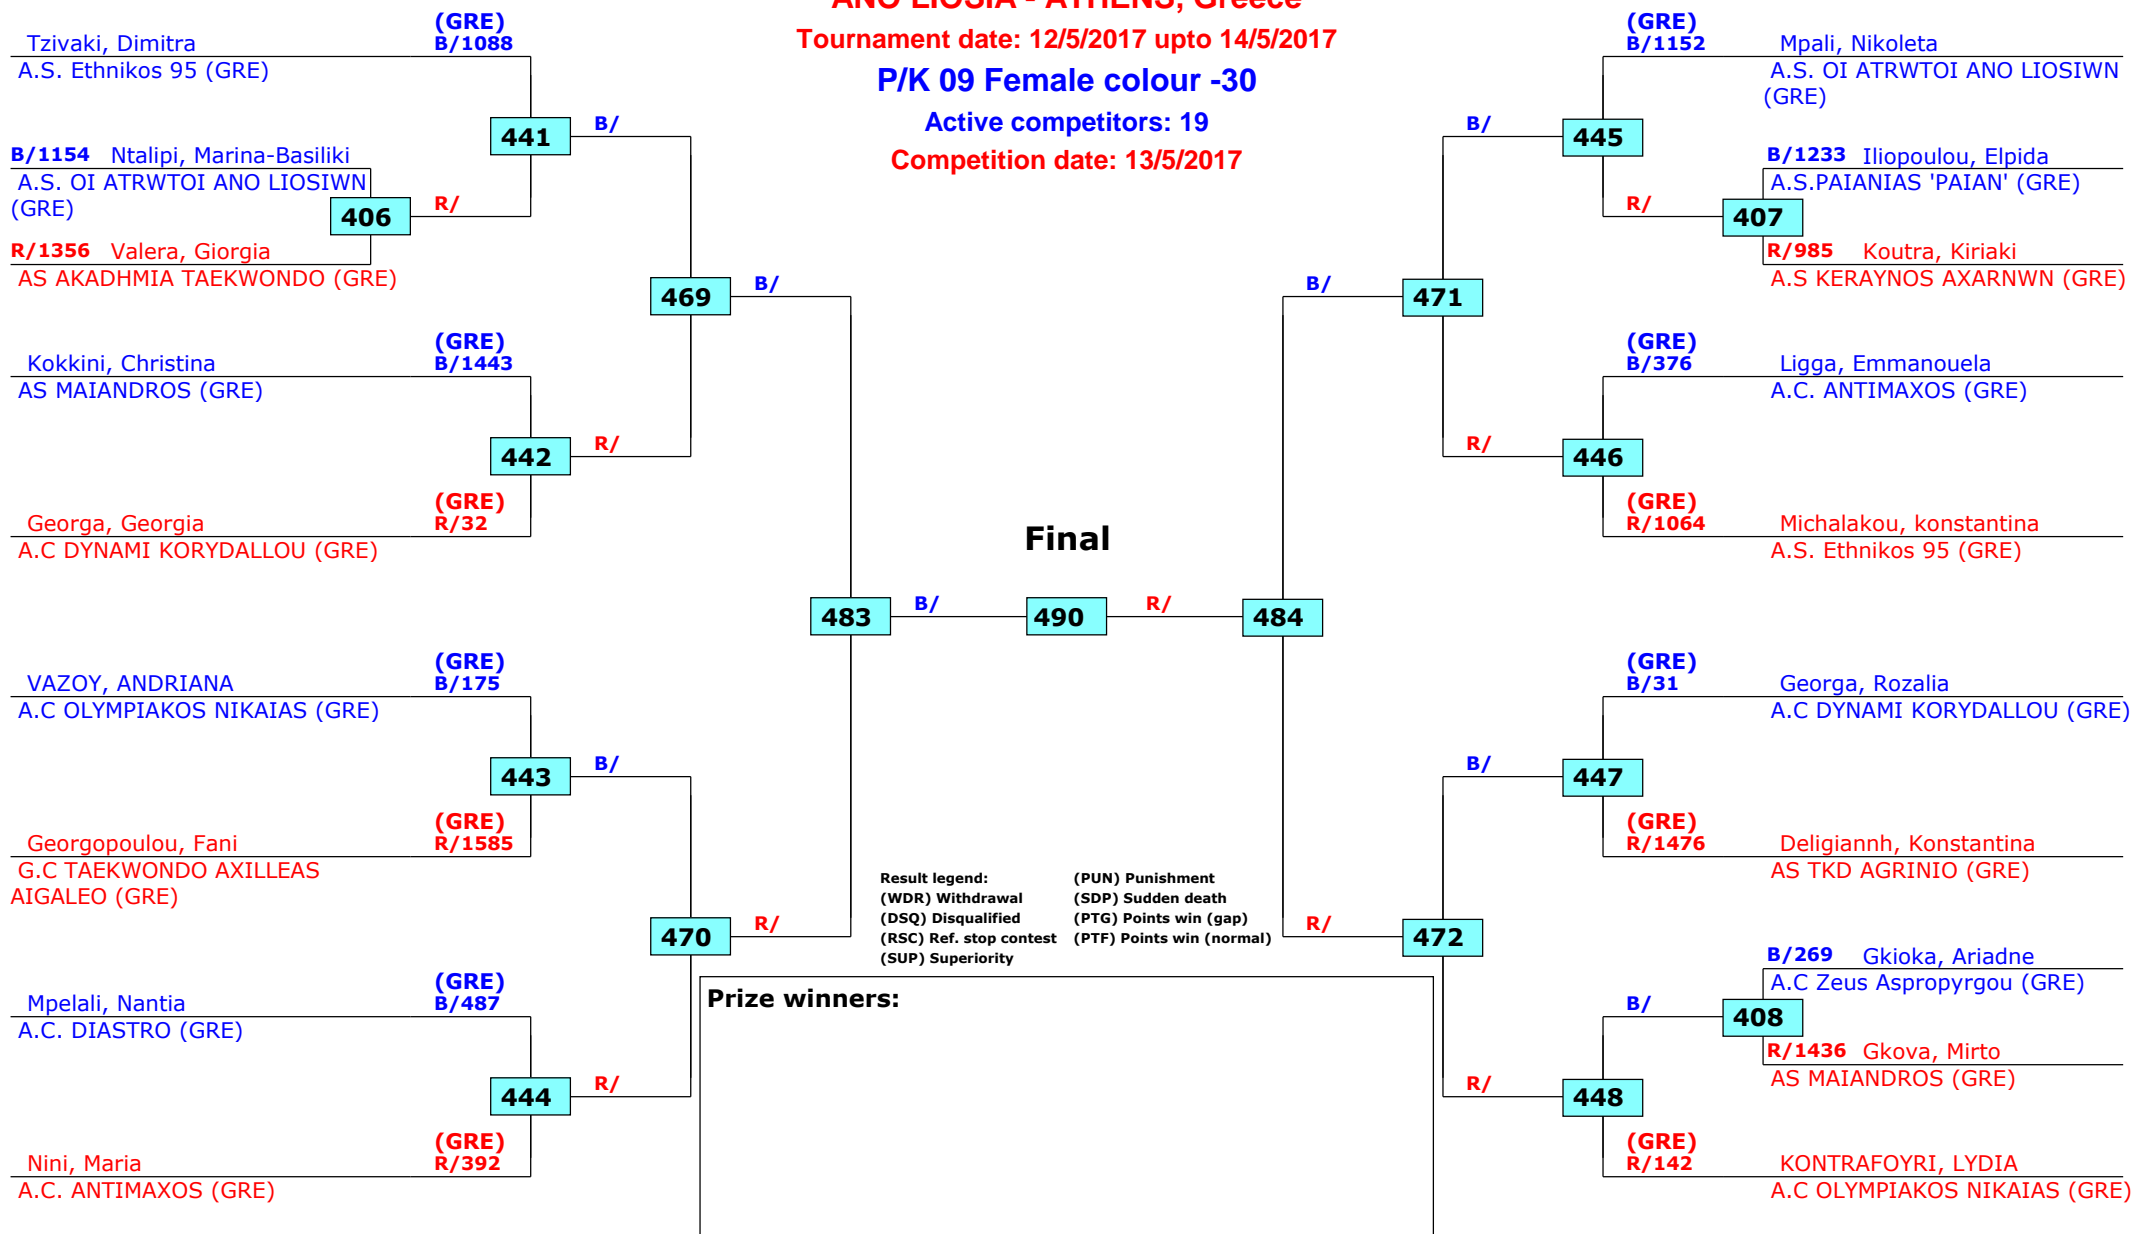 ANO LIOSIA - ATHENS, Greece
Tournament date: 12/5/2017 upto 14/5/2017
P/K 09 Female colour -30
Active competitors: 19
Competition date: 13/5/2017
(GRE)
Tzivaki, Dimitra B/1088
A.S. Ethnikos 95 (GRE)
441
B/
B/1154 Ntalipi, Marina-Basiliki
A.S. OI ATRWTOI ANO LIOSIWN
(GRE)
406
R/
R/1356 Valera, Giorgia
AS AKADHMIA TAEKWONDO (GRE)
469
B/
(GRE)
Kokkini, Christina B/1443
AS MAIANDROS (GRE)
442
R/
(GRE)
Georga, Georgia R/32
A.C DYNAMI KORYDALLOU (GRE)
483
B/
(GRE)
VAZOY, ANDRIANA B/175
A.C OLYMPIAKOS NIKAIAS (GRE)
443
B/
(GRE)
Georgopoulou, Fani R/1585
G.C TAEKWONDO AXILLEAS
AIGALEO (GRE)
470
R/
(GRE)
Mpelali, Nantia B/487
A.C. DIASTRO (GRE)
444
R/
(GRE)
Nini, Maria R/392
A.C. ANTIMAXOS (GRE)
Final
490
R/
484
(GRE)
B/1152 Mpali, Nikoleta
A.S. OI ATRWTOI ANO LIOSIWN
(GRE)
B/
445
B/1233 Iliopoulou, Elpida
A.S.PAIANIAS 'PAIAN' (GRE)
R/
407
R/985 Koutra, Kiriaki
A.S KERAYNOS AXARNWN (GRE)
B/
471
(GRE)
B/376 Ligga, Emmanouela
A.C. ANTIMAXOS (GRE)
R/
446
(GRE)
R/1064 Michalakou, konstantina
A.S. Ethnikos 95 (GRE)
(GRE)
B/31 Georga, Rozalia
A.C DYNAMI KORYDALLOU (GRE)
B/
447
(GRE)
R/1476 Deligiannh, Konstantina
AS TKD AGRINIO (GRE)
R/
472
B/269 Gkioka, Ariadne
A.C Zeus Aspropyrgou (GRE)
B/
408
R/1436 Gkova, Mirto
AS MAIANDROS (GRE)
R/
448
(GRE)
R/142 KONTRAFOYRI, LYDIA
A.C OLYMPIAKOS NIKAIAS (GRE)
Result legend: (PUN) Punishment
(WDR) Withdrawal (SDP) Sudden death
(DSQ) Disqualified (PTG) Points win (gap)
(RSC) Ref. stop contest (PTF) Points win (normal)
(SUP) Superiority
Prize winners: